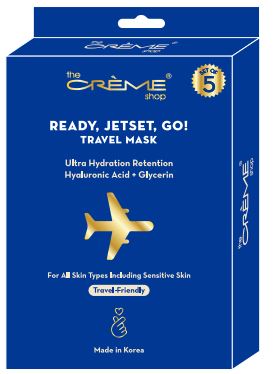 the
CRÈME®
shop
SET OF
5
READY, JETSET, GO!
TRAVEL MASK
Ultra Hydration Retention
Hyaluronic Acid + Glycerin
For All Skin Types Including Sensitive Skin
Travel-Friendly
Made in Korea
the
CRÈME®
shop